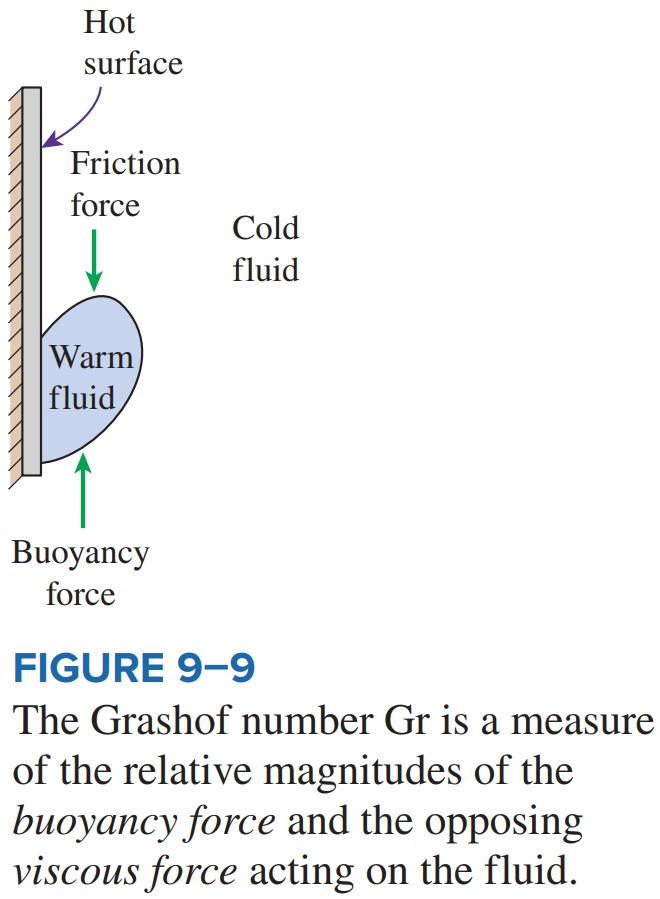 Hot
surface
Friction
force
Cold
fluid
Warm
fluid
Buoyancy
force
FIGURE 9–9
The Grashof number Gr is a measure
of the relative magnitudes of the
buoyancy force and the opposing
viscous force acting on the fluid.